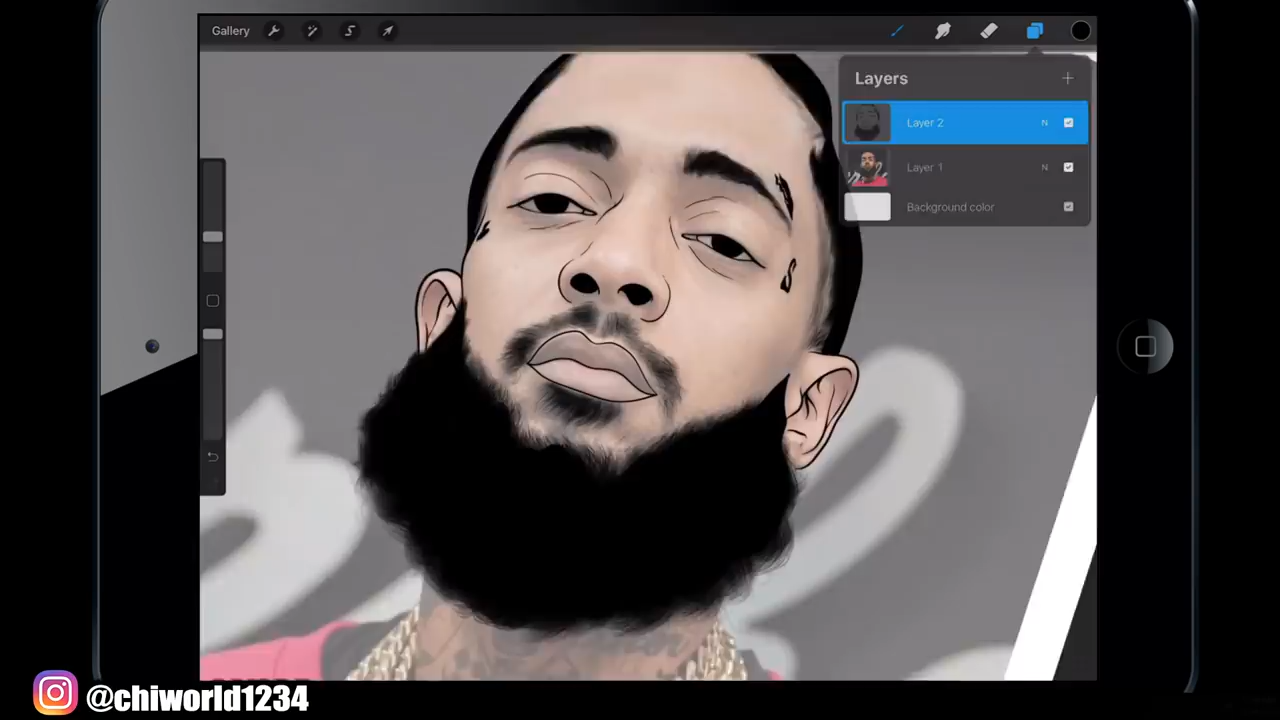 Gallery
Layers
Layer 2
N
Layer 1
N
Background color
@chiworld1234